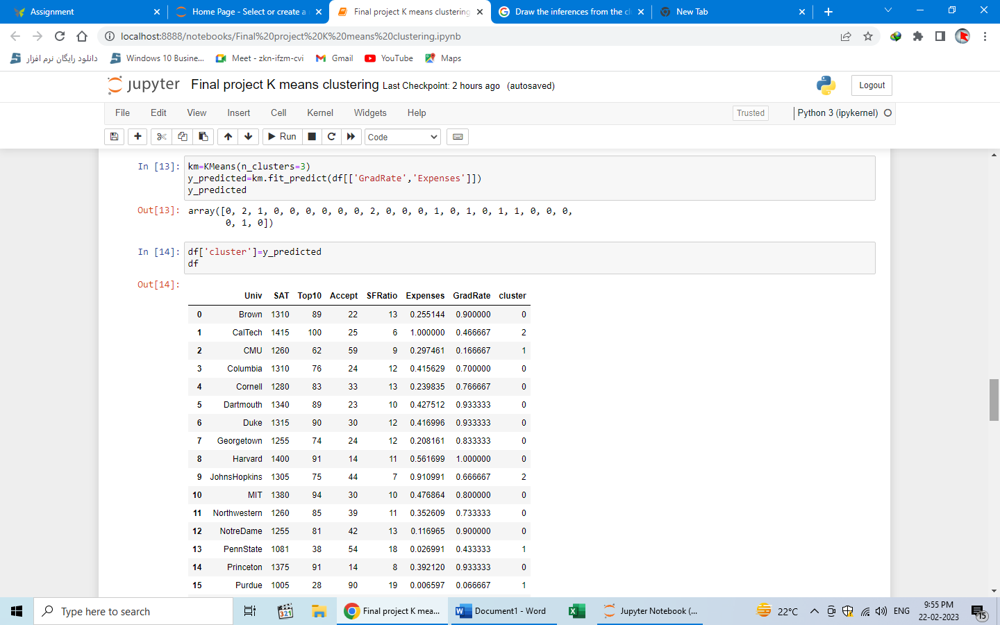 Assignment
Home Page - Select or create a
Final project K means clustering
Draw the inferences from the cl
New Tab
localhost:8888/notebooks/Final%20project%20K%20means%20clustering.ipynb
دانلود رایگان نرم افزار
Windows 10 Busine...
Meet - zkn-ifzm-cvi
Gmail
YouTube
Maps
jupyter Final project K means clustering Last Checkpoint: 2 hours ago (autosaved)
Logout
File Edit View Insert Cell Kernel Widgets Help
Trusted
Python 3 (ipykernel)
Run
Code
In [13]: km=KMeans(n_clusters=3)
y_predicted=km.fit_predict(df[['GradRate','Expenses']])
y_predicted
Out[13]: array([0, 2, 1, 0, 0, 0, 0, 0, 0, 2, 0, 0, 0, 1, 0, 1, 0, 1, 1, 0, 0, 0,
0, 1, 0])
In [14]: df['cluster']=y_predicted
df
Out[14]:
Univ SAT Top10 Accept SFRatio Expenses GradRate cluster
0 Brown 1310 89 22 13 0.255144 0.900000 0
1 CalTech 1415 100 25 6 1.000000 0.466667 2
2 CMU 1260 62 59 9 0.297461 0.166667 1
3 Columbia 1310 76 24 12 0.415629 0.700000 0
4 Cornell 1280 83 33 13 0.239835 0.766667 0
5 Dartmouth 1340 89 23 10 0.427512 0.933333 0
6 Duke 1315 90 30 12 0.416996 0.933333 0
7 Georgetown 1255 74 24 12 0.208161 0.833333 0
8 Harvard 1400 91 14 11 0.561699 1.000000 0
9 JohnsHopkins 1305 75 44 7 0.910991 0.666667 2
10 MIT 1380 94 30 10 0.476864 0.800000 0
11 Northwestern 1260 85 39 11 0.352609 0.733333 0
12 NotreDame 1255 81 42 13 0.116965 0.900000 0
13 PennState 1081 38 54 18 0.026991 0.433333 1
14 Princeton 1375 91 14 8 0.392120 0.933333 0
15 Purdue 1005 28 90 19 0.006597 0.066667 1
Type here to search
321
Final project K mea...
Document1 - Word
Jupyter Notebook (...
22°C
ENG
9:55 PM
22-02-2023
15